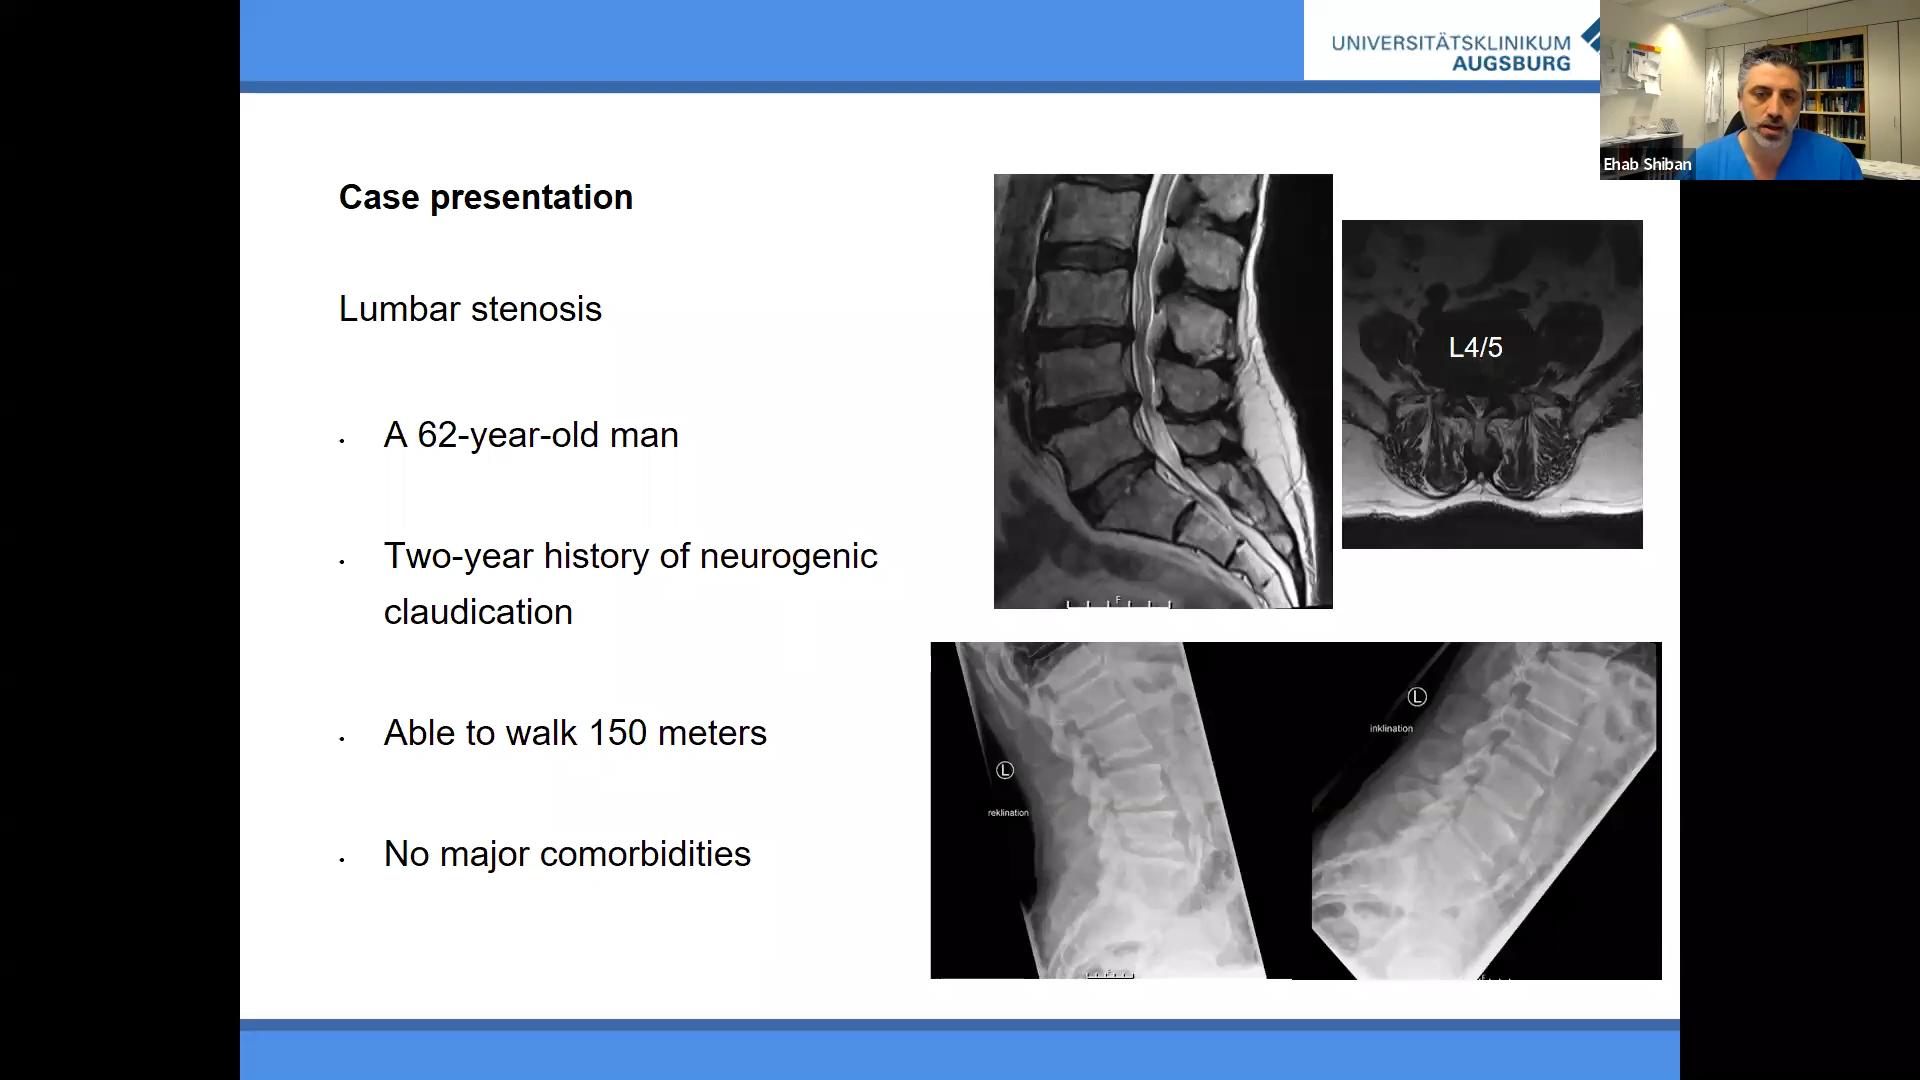 UNIVERSITÄTSKLINIKUM
AUGSBURG
Ehab Shiban
Case presentation
Lumbar stenosis
L4/5
• A 62-year-old man
• Two-year history of neurogenic
claudication
• Able to walk 150 meters
• No major comorbidities
F
L
reklination
L
inklination